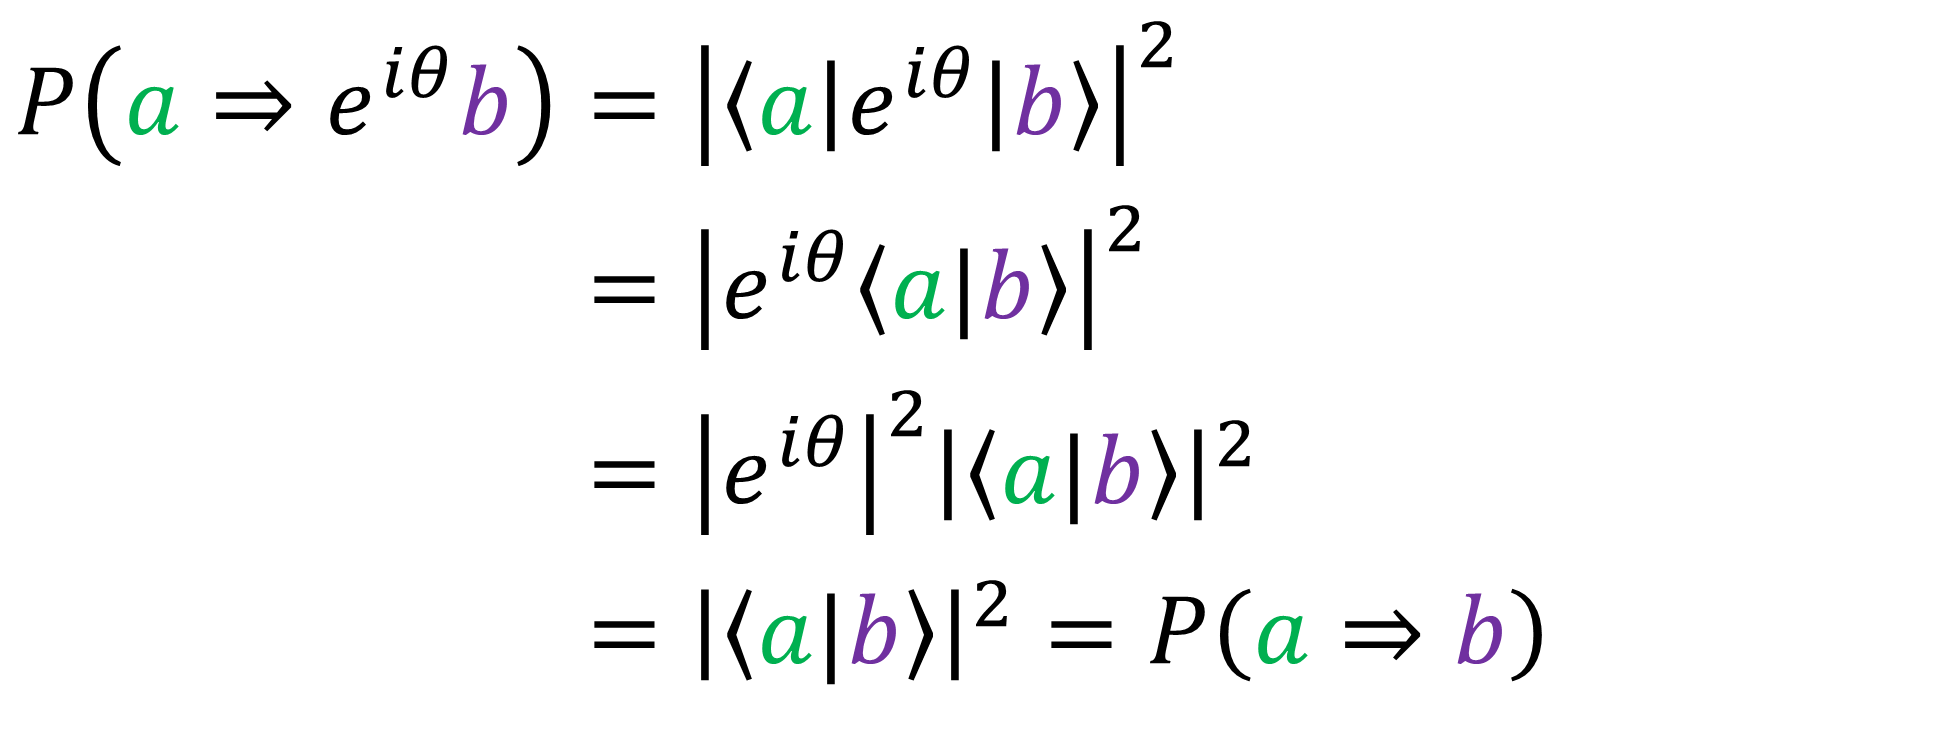 P(a ⇒ e^{iθ}b) = |⟨a|e^{iθ}|b⟩|²
= |e^{iθ}⟨a|b⟩|²
= |e^{iθ}|²|⟨a|b⟩|²
= |⟨a|b⟩|² = P(a ⇒ b)